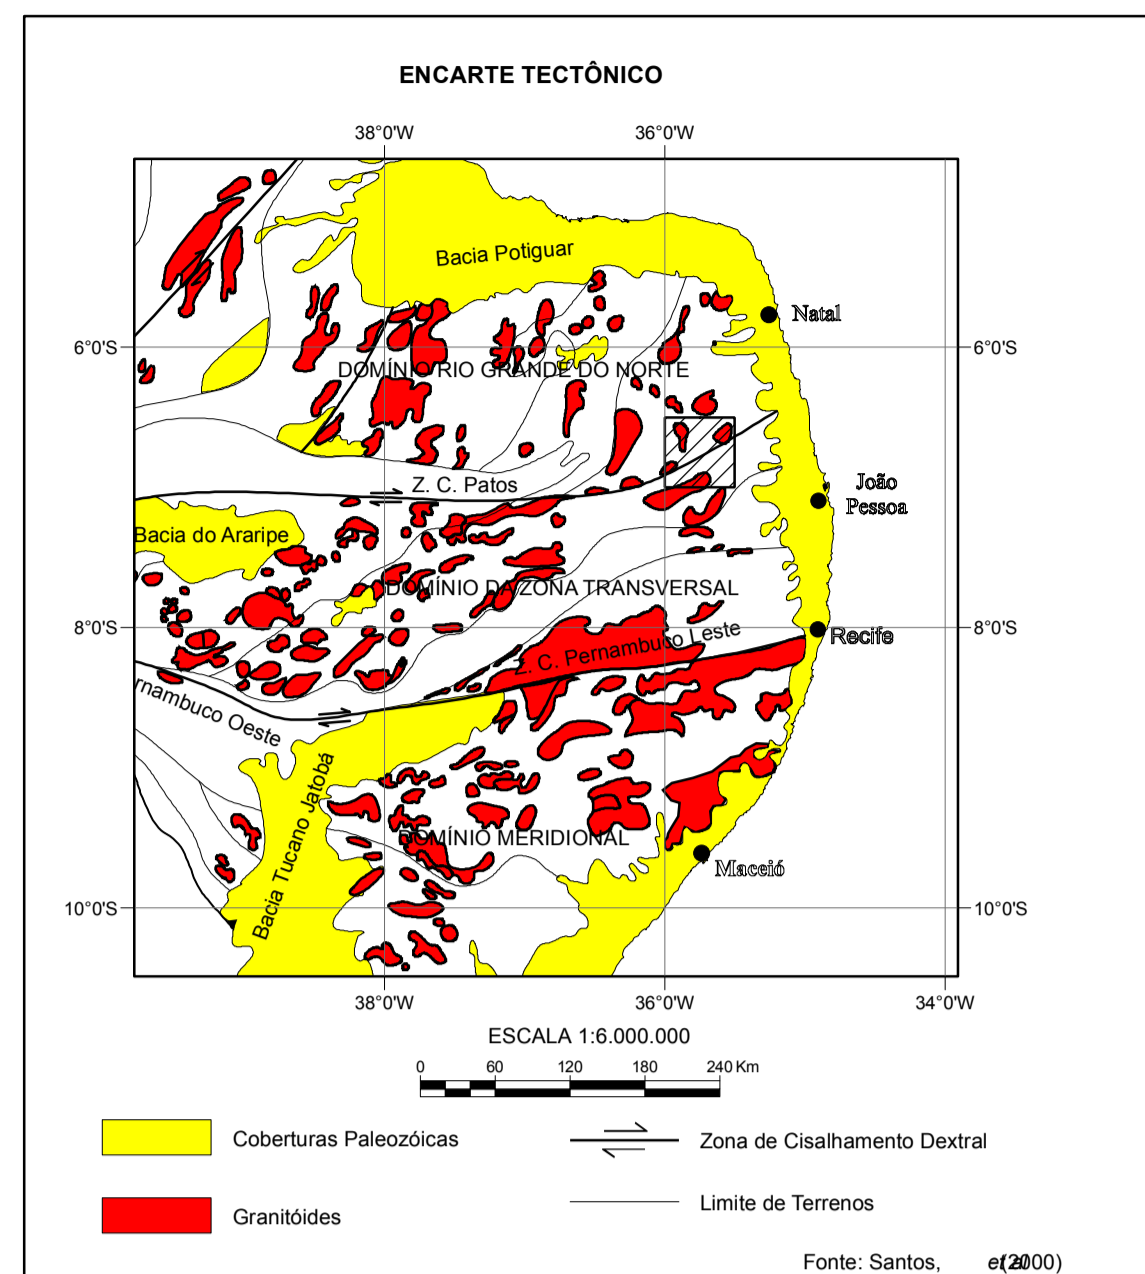 ENCARTE TECTÔNICO
38°0'W 36°0'W
Bacia Potiguar
Natal
6°0'S 6°0'S
DOMÍNIO RIO GRANDE DO NORTE
Z. C. Patos
João
Pessoa
Bacia do Araripe
DOMÍNIO DA ZONA TRANSVERSAL
8°0'S 8°0'S
Z. C. Pernambuco Leste
Recife
rnambuco Oeste
Bacia Tucano Jatobá
DOMÍNIO MERIDIONAL
Maceió
10°0'S 10°0'S
38°0'W 36°0'W 34°0'W
ESCALA 1:6.000.000
0 60 120 180 240 Km
Coberturas Paleozóicas
Zona de Cisalhamento Dextral
Granitóides
Limite de Terrenos
Fonte: Santos, et al (2000)